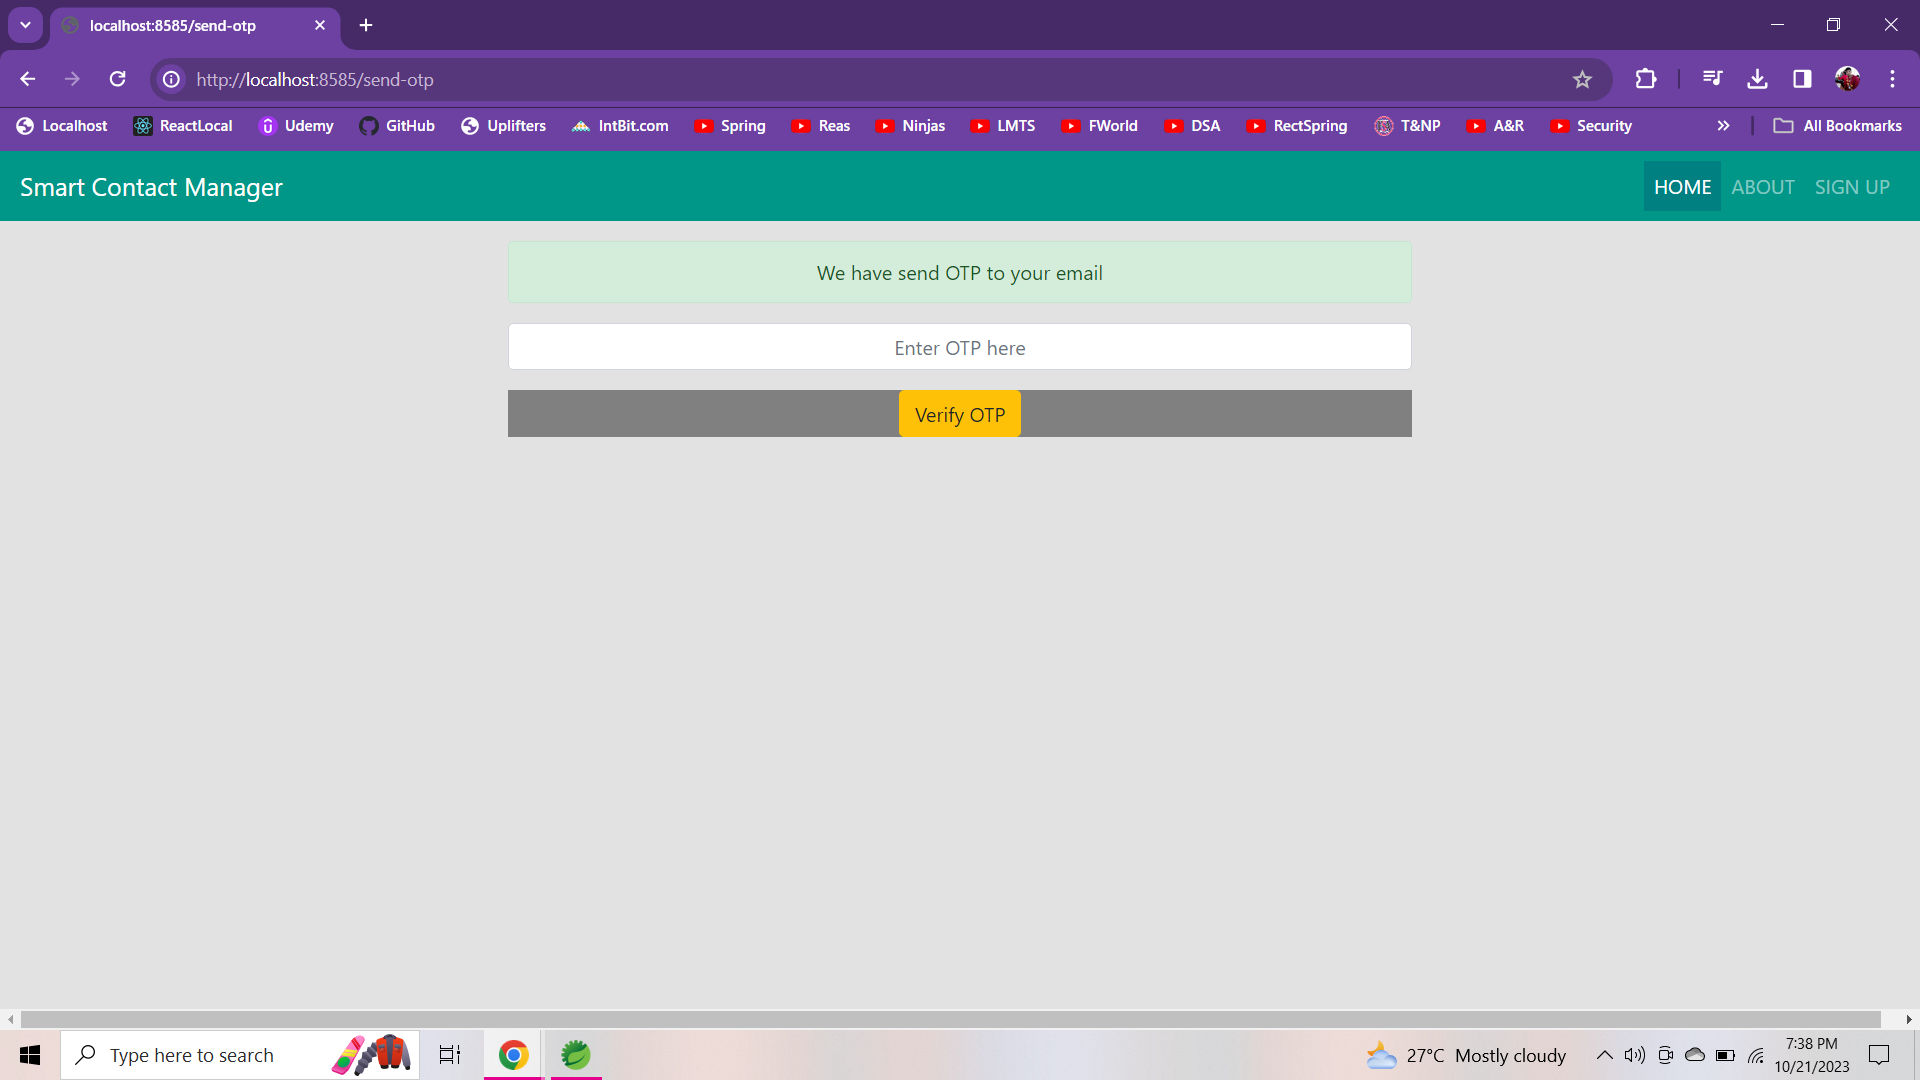 localhost:8585/send-otp
http://localhost:8585/send-otp
Localhost ReactLocal Udemy GitHub Uplifters IntBit.com Spring Reas Ninjas LMTS FWorld DSA RectSpring T&NP A&R Security All Bookmarks
Smart Contact Manager HOME ABOUT SIGN UP
We have send OTP to your email
Enter OTP here
Verify OTP
Type here to search 27°C Mostly cloudy 7:38 PM
10/21/2023